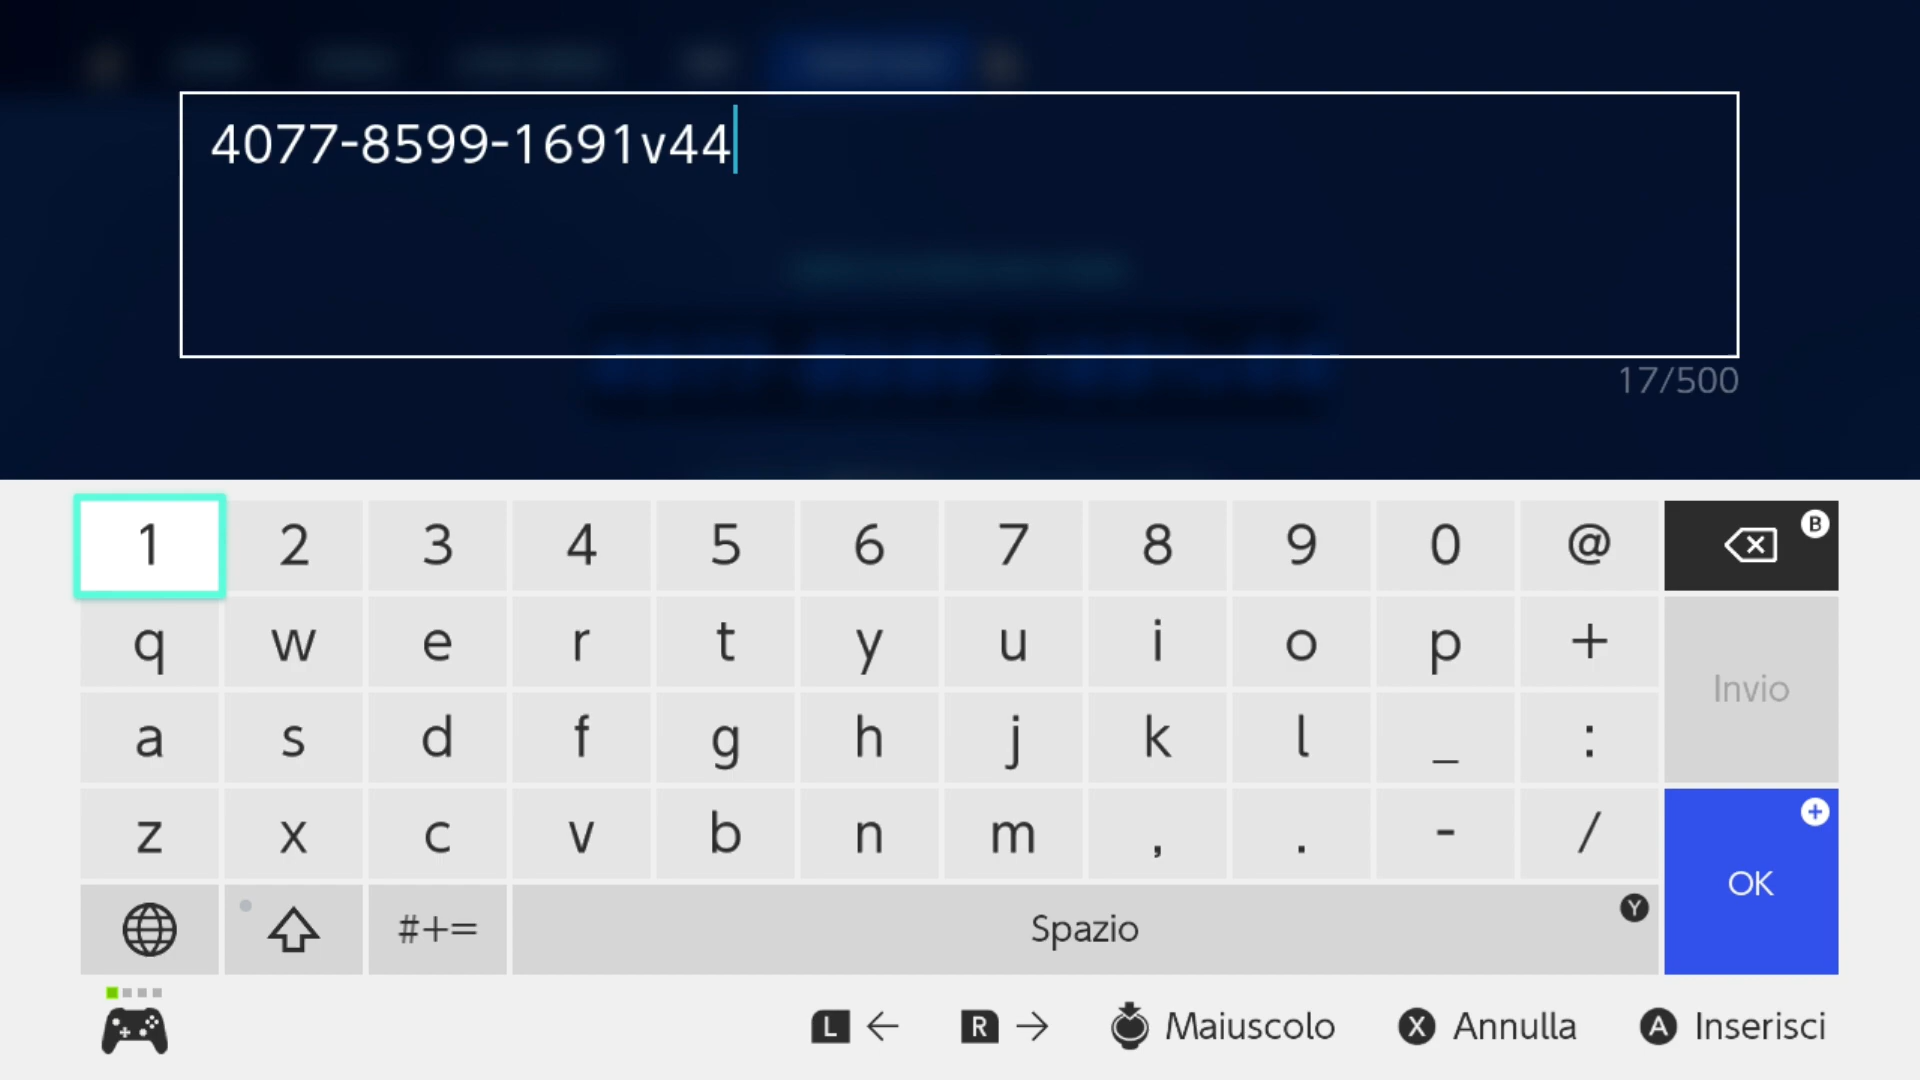 4077-8599-1691v44
17/500
1 2 3 4 5 6 7 8 9 0 @ B
q w e r t y u i o p +
Invio
a s d f g h j k l _ :
z x c v b n m , . - /
OK
#+= Spazio Y
L ← R → Maiuscolo X Annulla A Inserisci